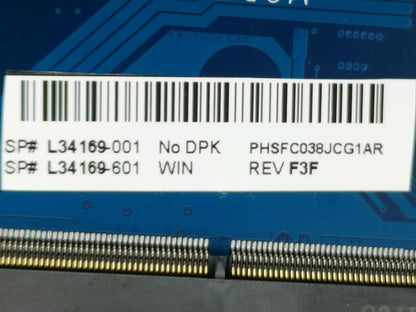 SP# L34169-001 No DPK PHSFC038JCG1AR
SP# L34169-601 WIN REV F3F